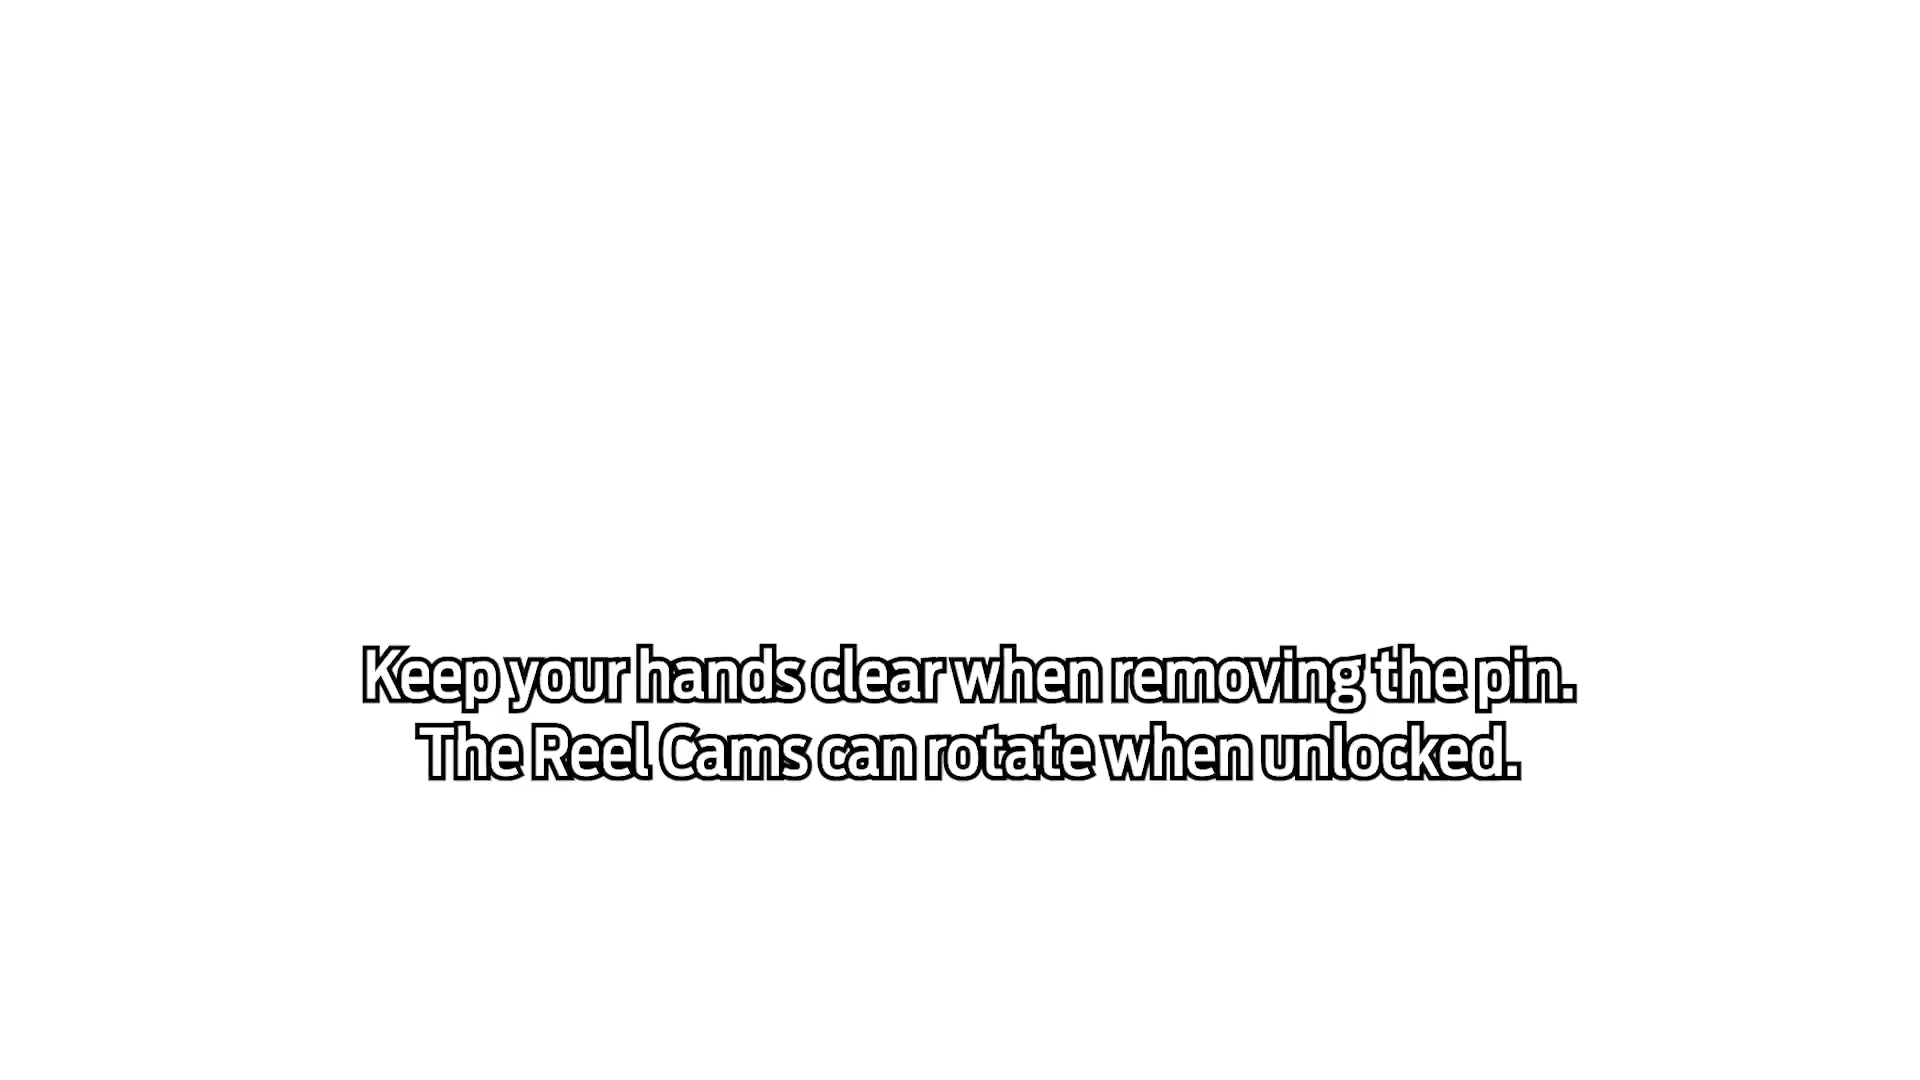 Keep your hands clear when removing the pin.
The Reel Cams can rotate when unlocked.